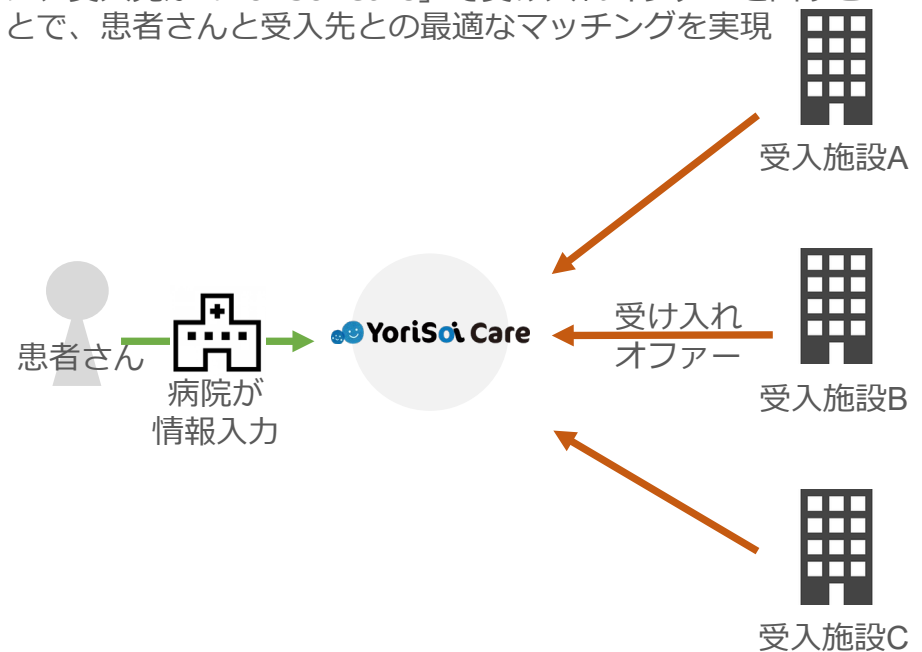 とで、患者さんと受入先との最適なマッチングを実現
受入施設A
患者さん
病院が
情報入力
YoriSoi Care
受け入れ
オファー
受入施設B
受入施設C